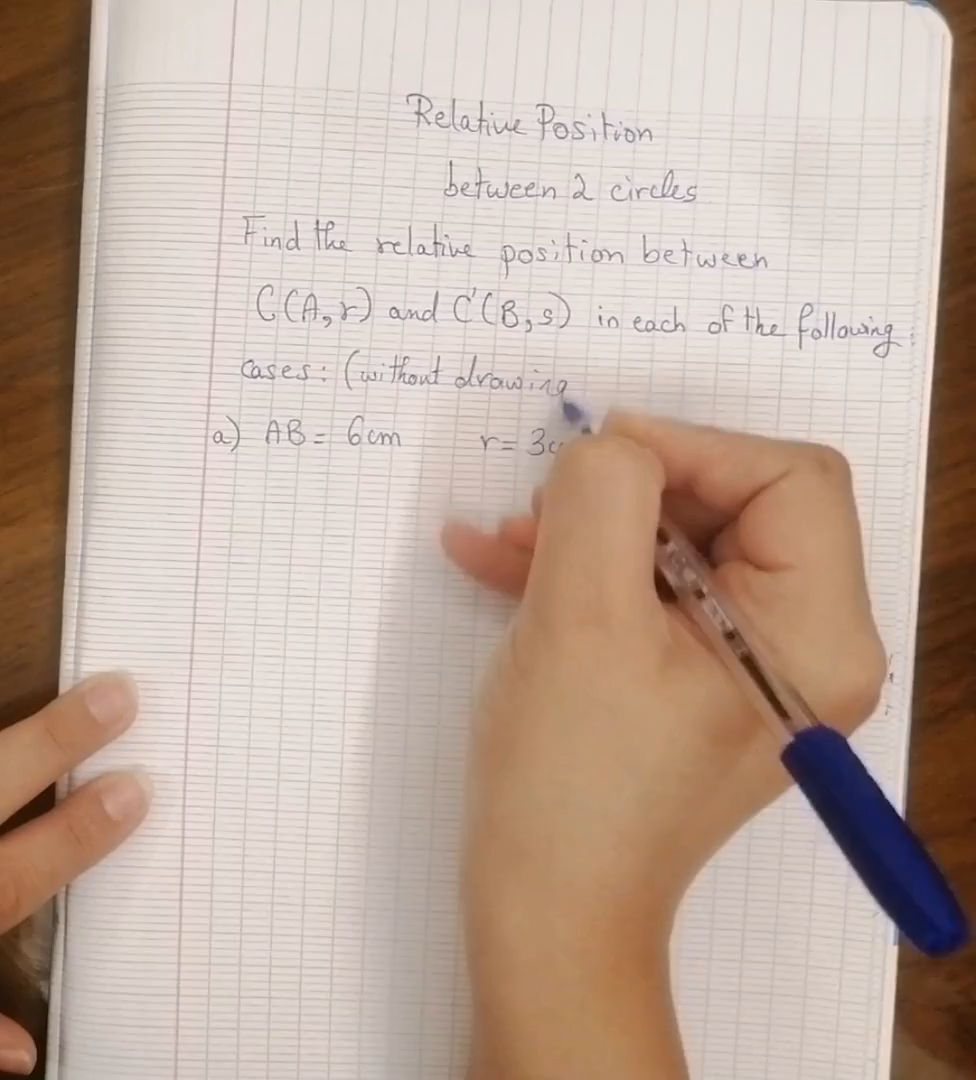 Relative Position
between 2 circles
Find the relative position between
C(A,r) and C'(B,s) in each of the following
cases: (without drawing
a) AB = 6cm r = 3c